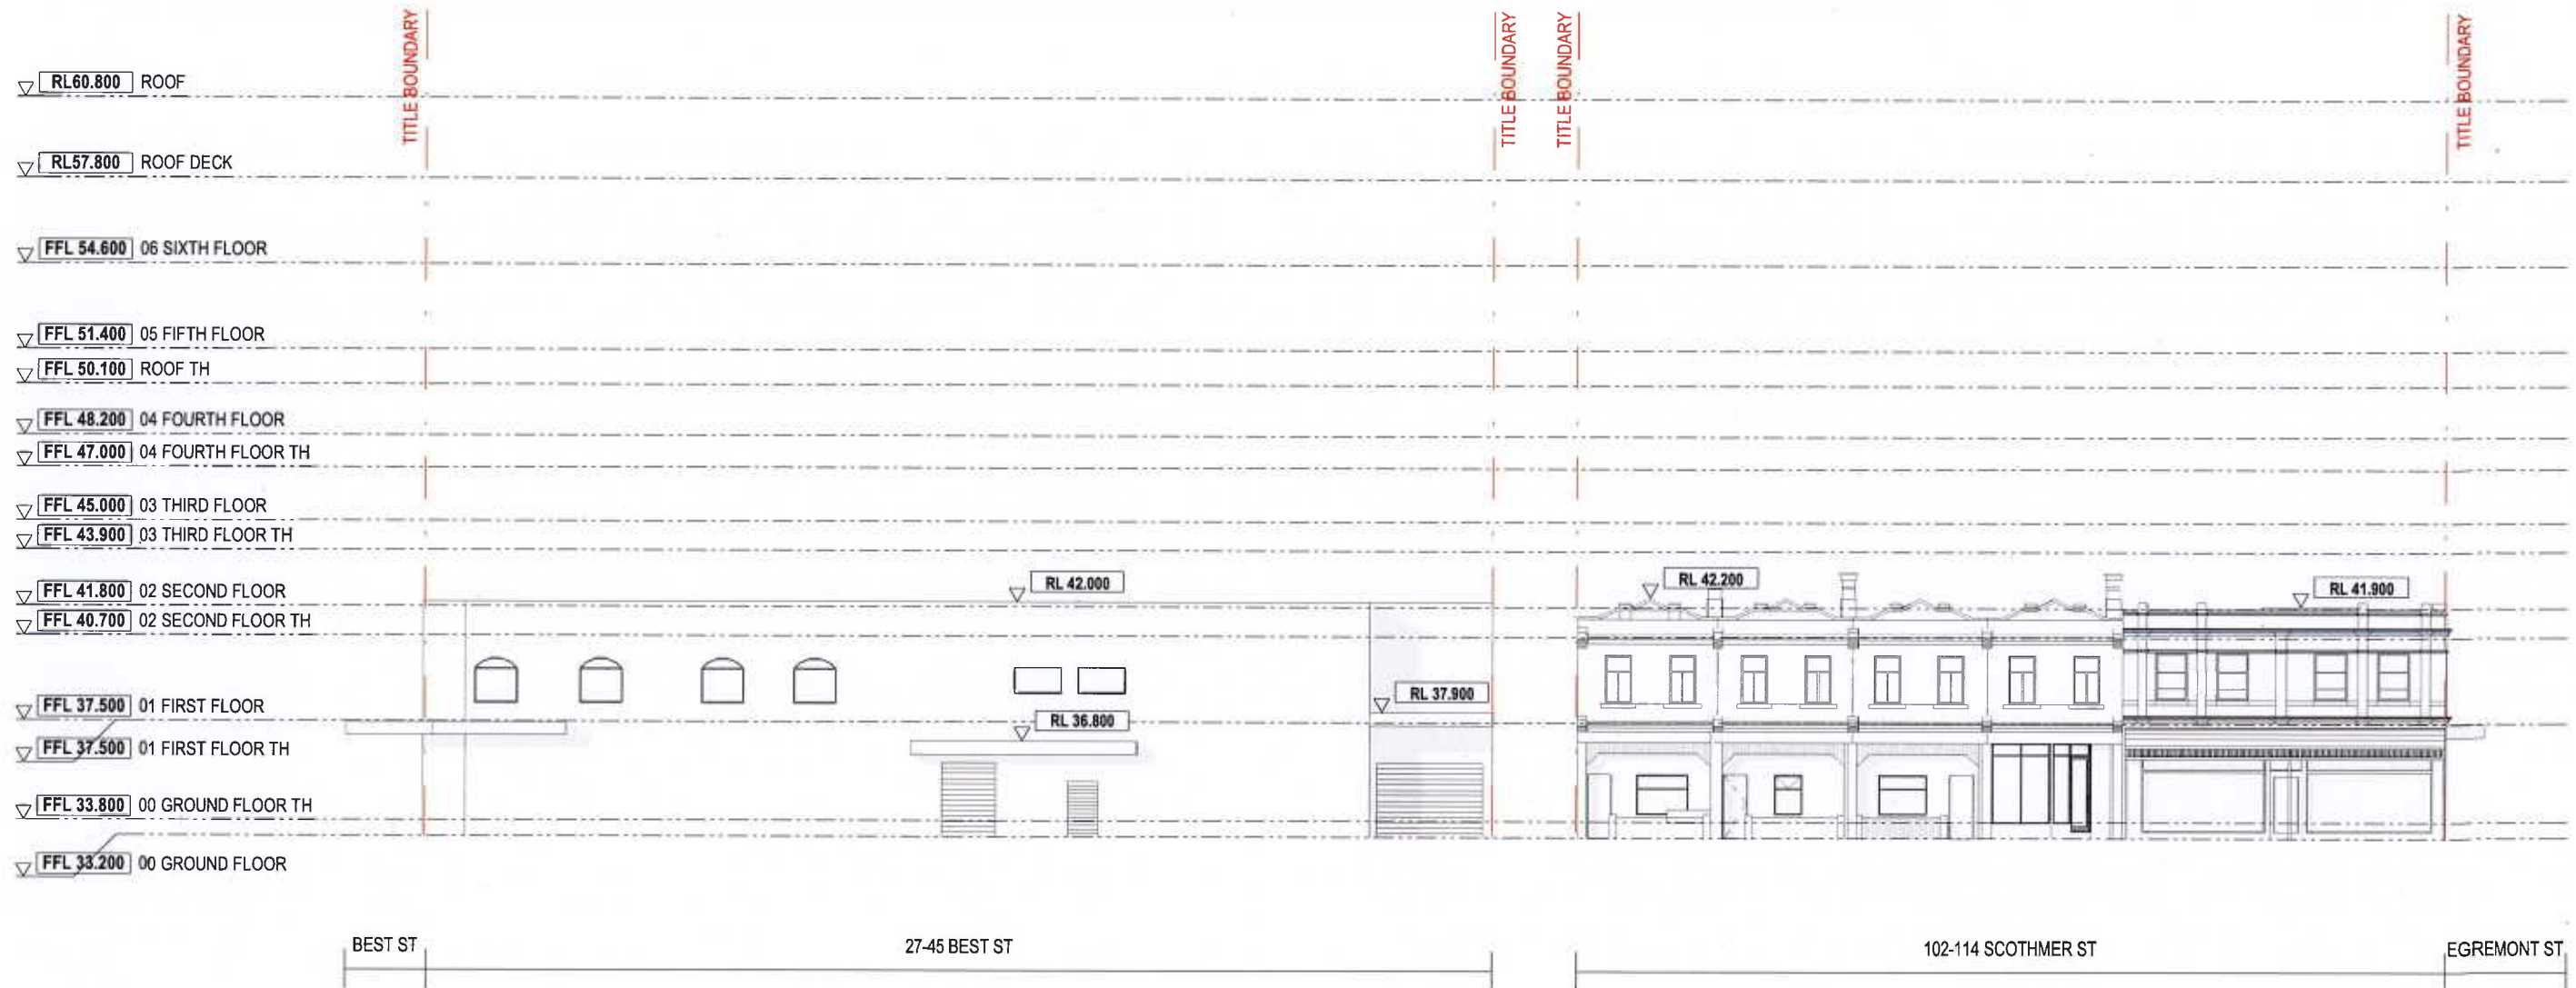 TITLE BOUNDARY
TITLE BOUNDARY
TITLE BOUNDARY
TITLE BOUNDARY
RL60.800 ROOF
RL57.800 ROOF DECK
FFL 54.600 06 SIXTH FLOOR
FFL 51.400 05 FIFTH FLOOR
FFL 50.100 ROOF TH
FFL 48.200 04 FOURTH FLOOR
FFL 47.000 04 FOURTH FLOOR TH
FFL 45.000 03 THIRD FLOOR
FFL 43.900 03 THIRD FLOOR TH
RL 42.000
RL 42.200
RL 41.900
FFL 41.800 02 SECOND FLOOR
FFL 40.700 02 SECOND FLOOR TH
RL 37.900
FFL 37.500 01 FIRST FLOOR
RL 36.800
FFL 37.500 01 FIRST FLOOR TH
FFL 33.800 00 GROUND FLOOR TH
FFL 33.200 00 GROUND FLOOR
BEST ST
27-45 BEST ST
102-114 SCOTHMER ST
EGREMONT ST